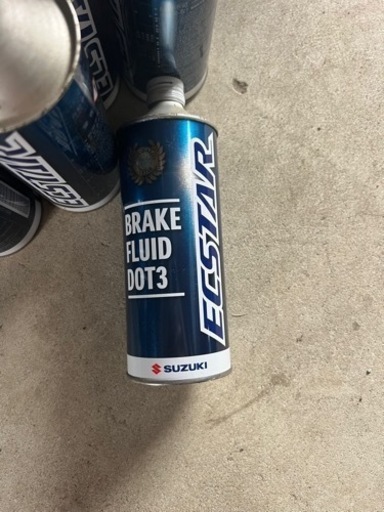 BRAKE
FLUID
DOT3
ECSTAR
SUZUKI